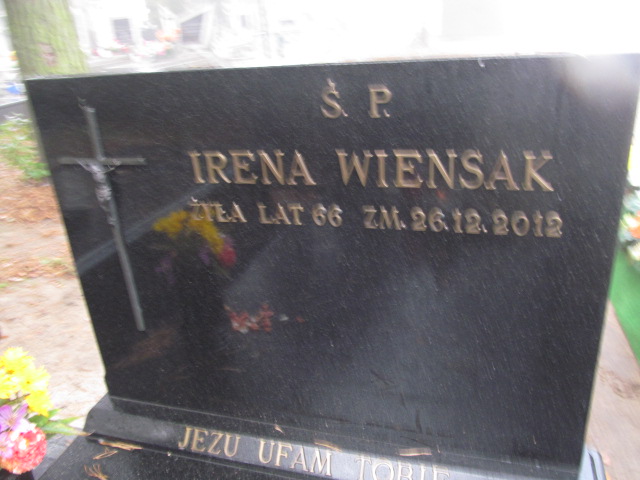 Ś. P.
IRENA WIENSAK
ŻYŁA LAT 66 ZM. 26.12.2012
JEZU UFAM TOBIE